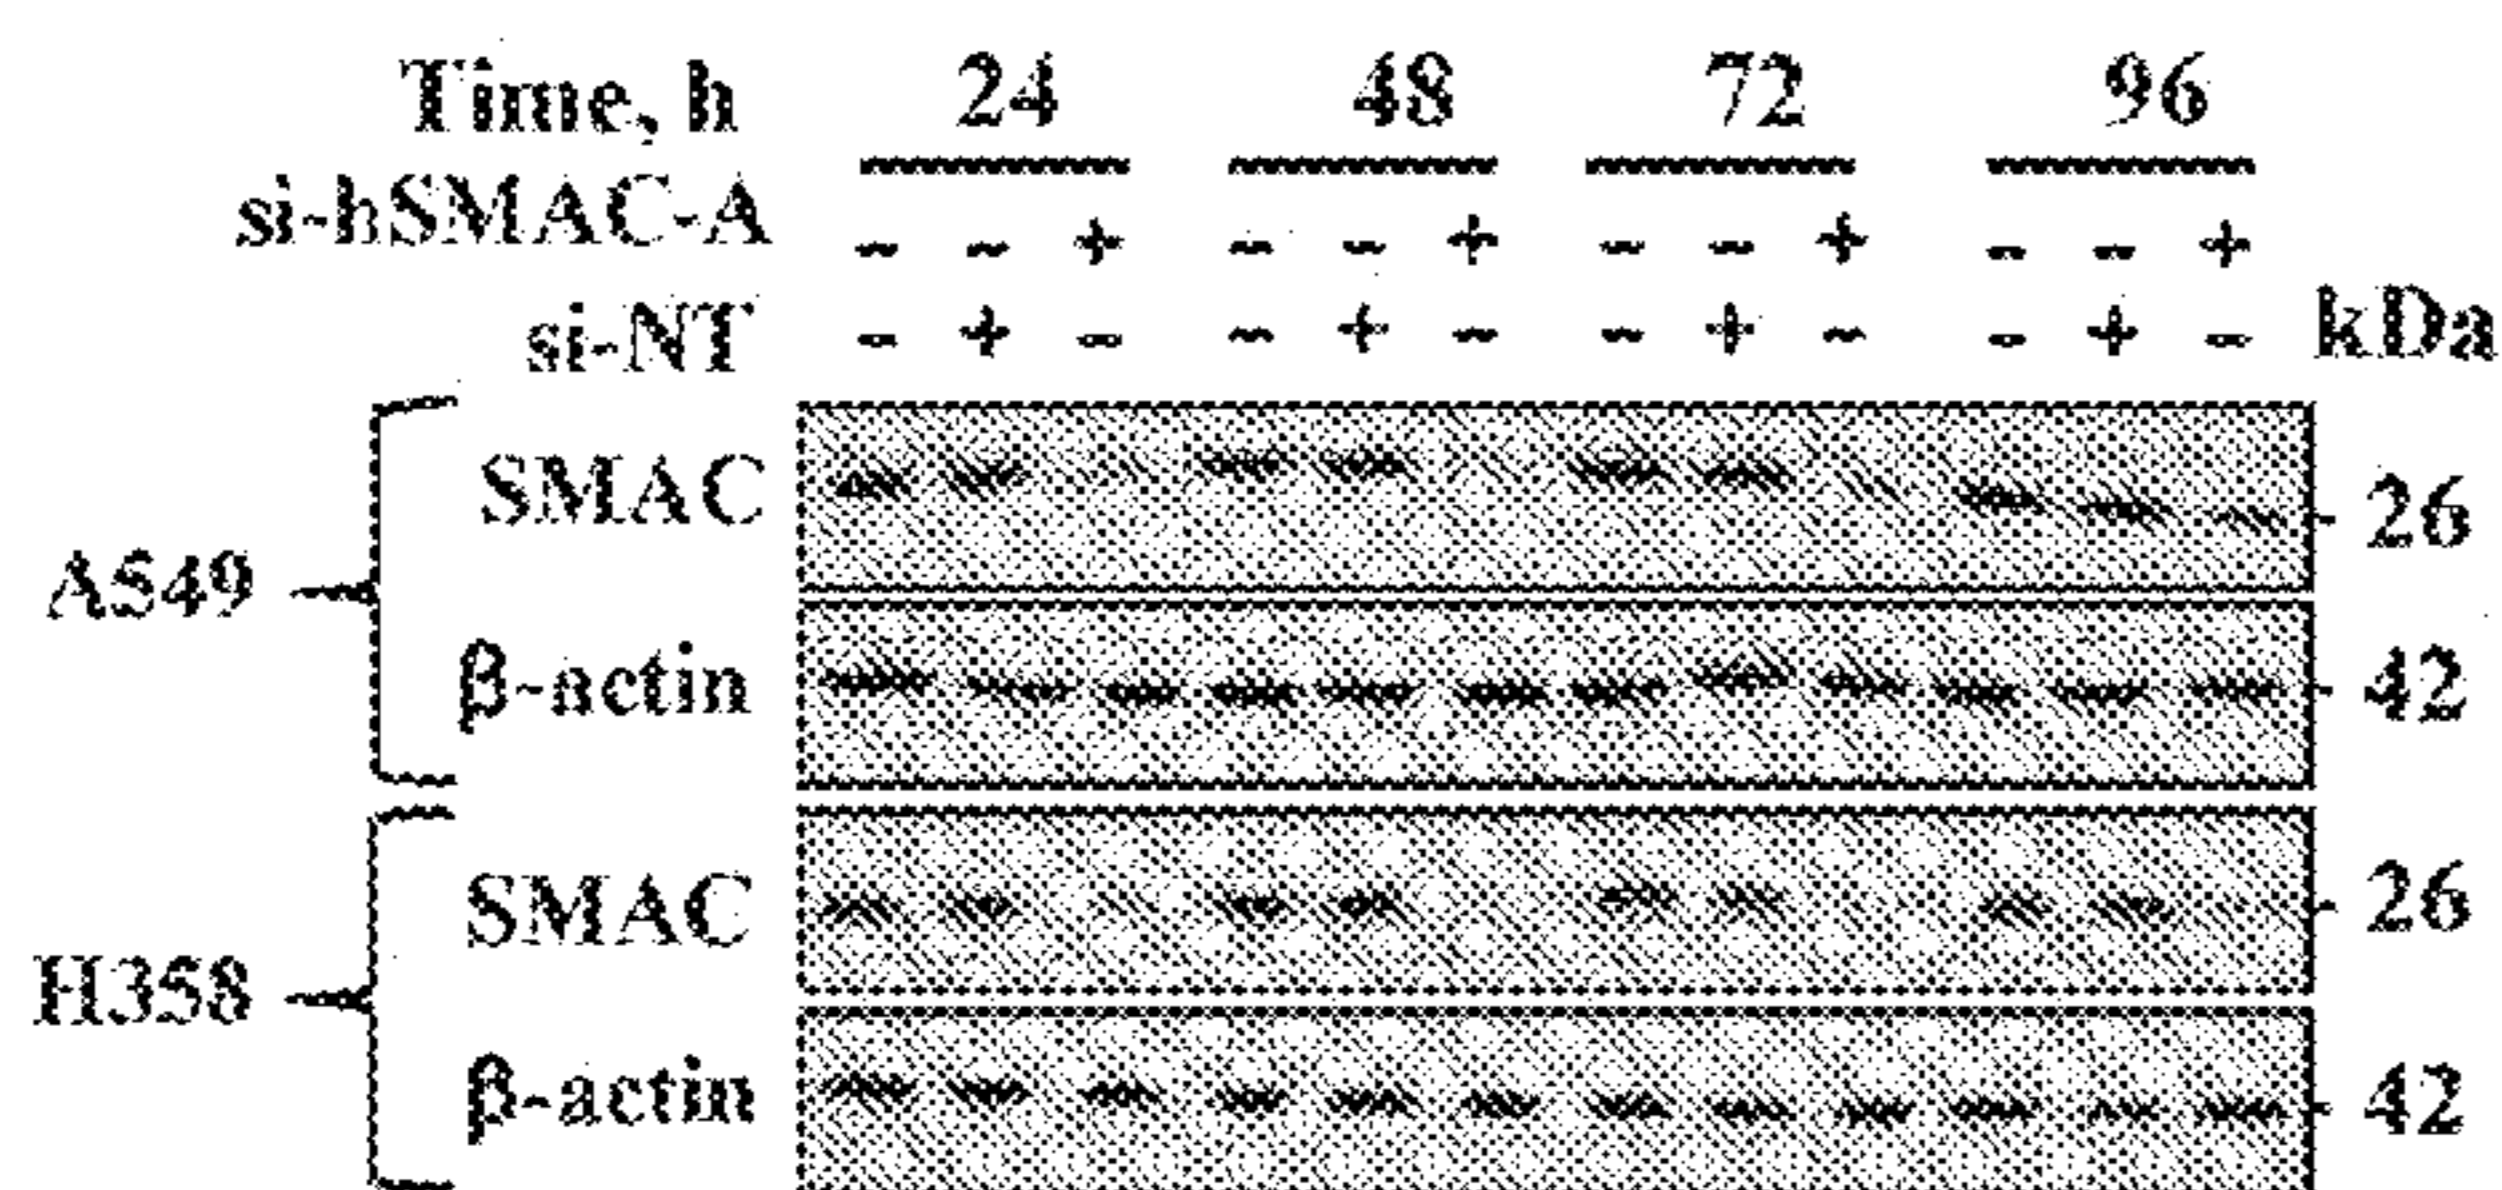 Time, h 24 48 72 96
si-hSMAC-A - - + - - + - - + - - +
si-NT - + - - + - - + - - + - kDa
SMAC 26
A549
β-actin 42
SMAC 26
H358
β-actin 42